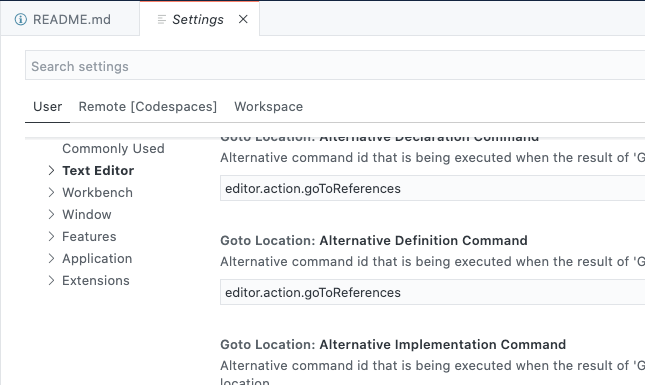 README.md
Settings
Search settings
User Remote [Codespaces] Workspace
Commonly Used
Text Editor
Workbench
Window
Features
Application
Extensions
Goto Location: Alternative Declaration Command
Alternative command id that is being executed when the result of 'G
editor.action.goToReferences
Goto Location: Alternative Definition Command
Alternative command id that is being executed when the result of 'G
editor.action.goToReferences
Goto Location: Alternative Implementation Command
Alternative command id that is being executed when the result of 'G
location